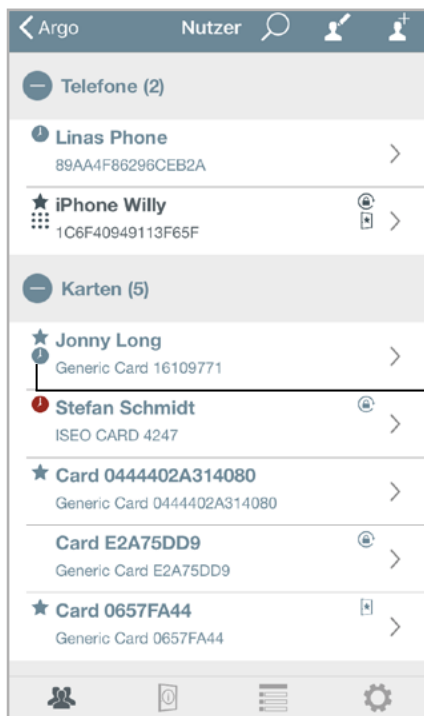 Argo Nutzer
Telefone (2)
Linas Phone
89AA4F86296CEB2A
iPhone Willy
1C6F40949113F65F
Karten (5)
Jonny Long
Generic Card 16109771
Stefan Schmidt
ISEO CARD 4247
Card 0444402A314080
Generic Card 0444402A314080
Card E2A75DD9
Generic Card E2A75DD9
Card 0657FA44
Generic Card 0657FA44